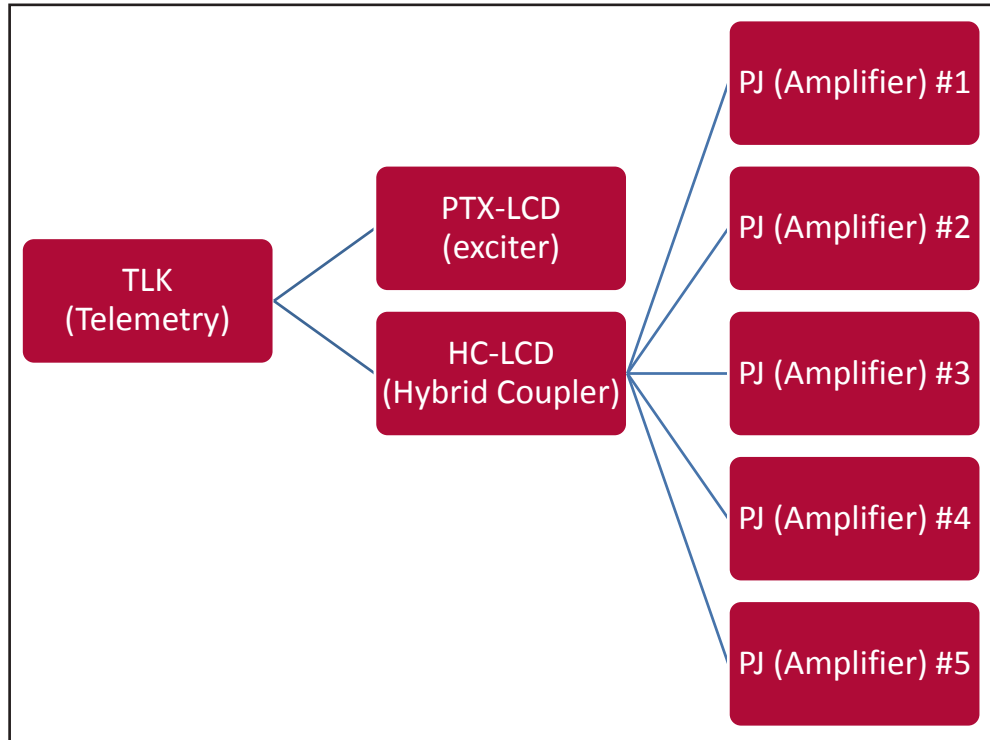 TLK
(Telemetry)
PTX-LCD
(exciter)
HC-LCD
(Hybrid Coupler)
PJ (Amplifier) #1
PJ (Amplifier) #2
PJ (Amplifier) #3
PJ (Amplifier) #4
PJ (Amplifier) #5